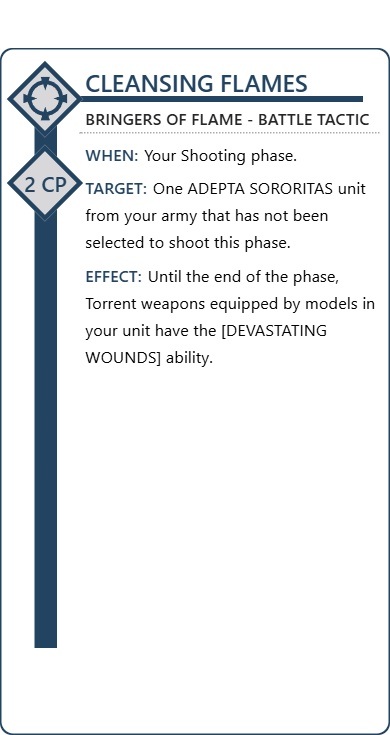 CLEANSING FLAMES
BRINGERS OF FLAME - BATTLE TACTIC
WHEN: Your Shooting phase.
2 CP
TARGET: One ADEPTA SORORITAS unit
from your army that has not been
selected to shoot this phase.
EFFECT: Until the end of the phase,
Torrent weapons equipped by models in
your unit have the [DEVASTATING
WOUNDS] ability.